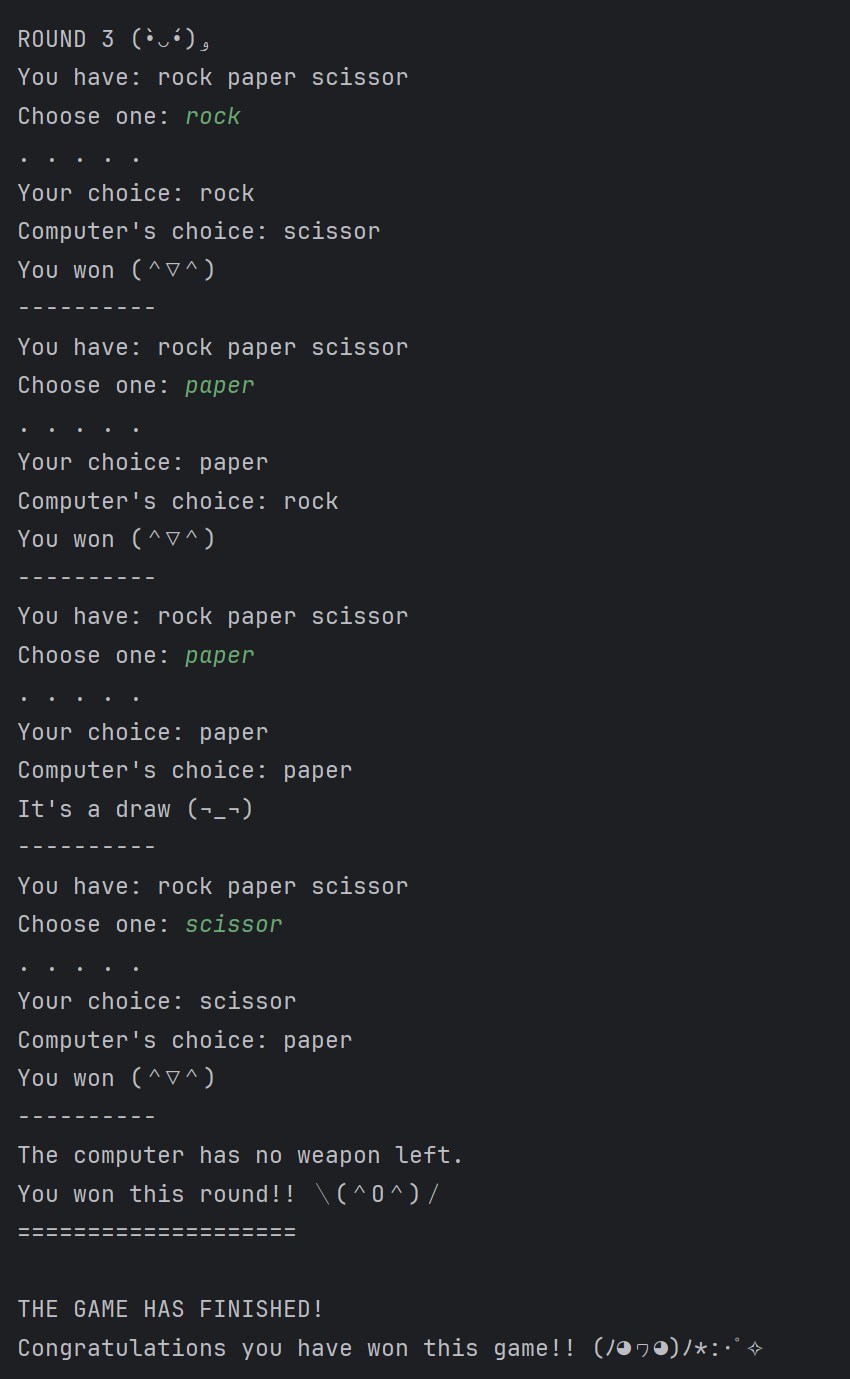 ROUND 3 (•̀◡•́)و
You have: rock paper scissor
Choose one: rock
. . . . .
Your choice: rock
Computer's choice: scissor
You won (＾▽＾)
----------
You have: rock paper scissor
Choose one: paper
. . . . .
Your choice: paper
Computer's choice: rock
You won (＾▽＾)
----------
You have: rock paper scissor
Choose one: paper
. . . . .
Your choice: paper
Computer's choice: paper
It's a draw (¬_¬)
----------
You have: rock paper scissor
Choose one: scissor
. . . . .
Your choice: scissor
Computer's choice: paper
You won (＾▽＾)
----------
The computer has no weapon left.
You won this round!! ＼(＾O＾)／
====================
THE GAME HAS FINISHED!
Congratulations you have won this game!! (ﾉ◕ヮ◕)ﾉ*:･ﾟ✧